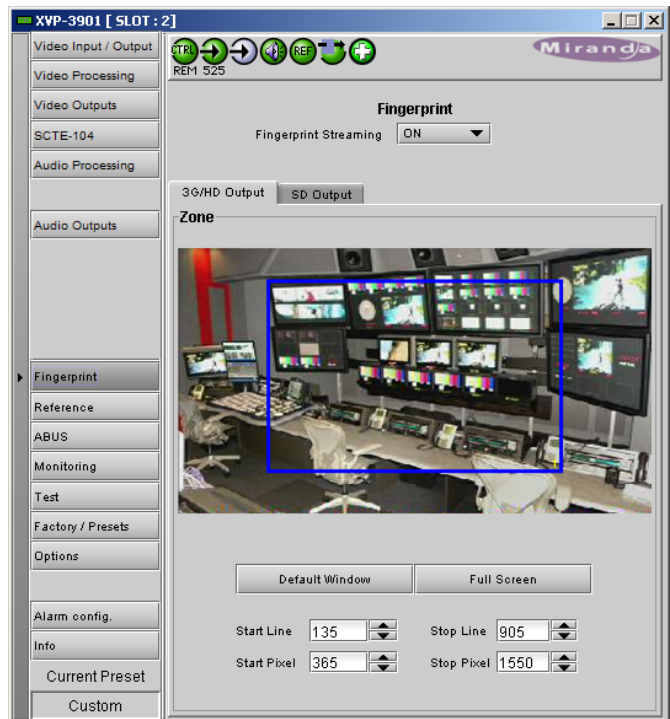 XVP-3901 [ SLOT : 2]
Video Input / Output
Video Processing
Video Outputs
SCTE-104
Audio Processing
Audio Outputs
Fingerprint
Reference
ABUS
Monitoring
Test
Factory / Presets
Options
Alarm config.
Info
Current Preset
Custom
CTRL REF
REM 525
Miranda
Fingerprint
Fingerprint Streaming ON
3G/HD Output SD Output
Zone
Default Window Full Screen
Start Line 135 Stop Line 905
Start Pixel 365 Stop Pixel 1550